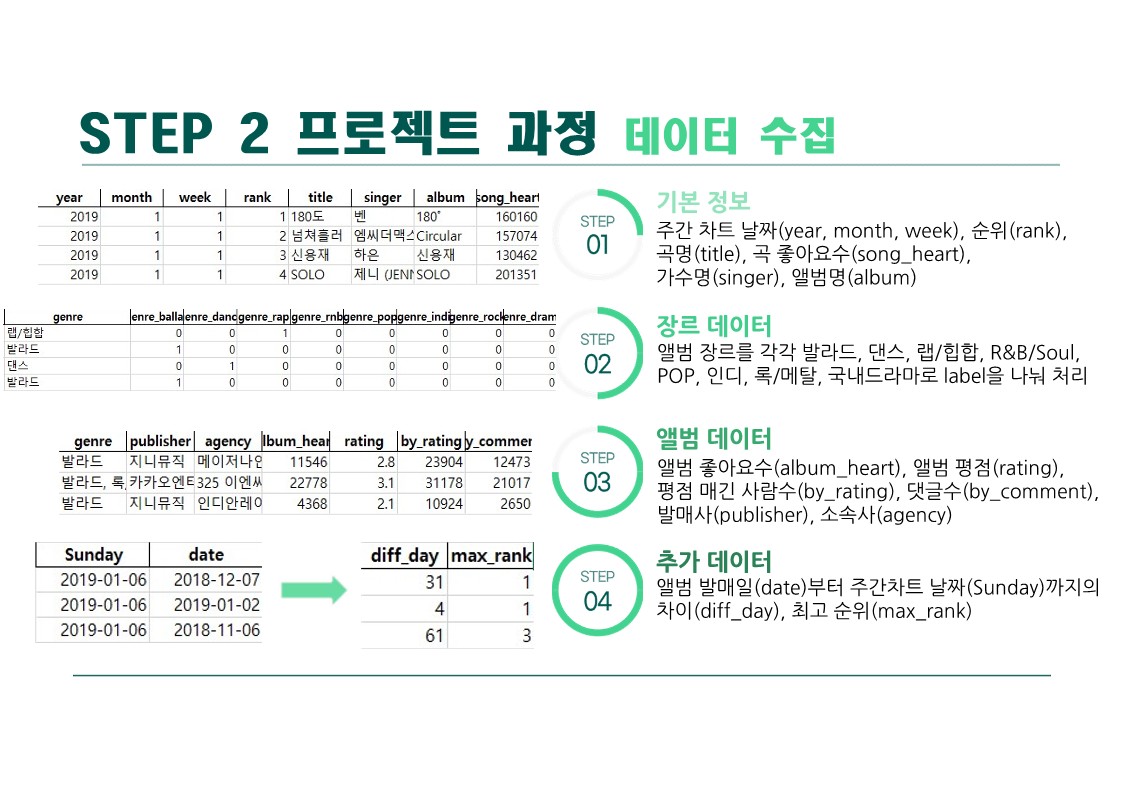 STEP 2 프로젝트 과정 데이터 수집
year month week rank title singer album song_heart
2019 1 1 1 180도 벤 180˚ 160160
2019 1 1 2 넘쳐흘러 엠씨더맥스 Circular 157074
2019 1 1 3 신용재 하은 신용재 130462
2019 1 1 4 SOLO 제니 (JENN SOLO 201351
STEP
01
기본 정보
주간 차트 날짜(year, month, week), 순위(rank),
곡명(title), 곡 좋아요수(song_heart),
가수명(singer), 앨범명(album)
genre enre_balla enre_danc genre_rap genre_rnb genre_pop genre_indi genre_rock enre_dram
랩/힙합 0 0 1 0 0 0 0 0
발라드 1 0 0 0 0 0 0 0
댄스 0 1 0 0 0 0 0 0
발라드 1 0 0 0 0 0 0 0
STEP
02
장르 데이터
앨범 장르를 각각 발라드, 댄스, 랩/힙합, R&B/Soul,
POP, 인디, 록/메탈, 국내드라마로 label을 나눠 처리
genre publisher agency lbum_hear rating by_rating y_commer
발라드 지니뮤직 메이저나인 11546 2.8 23904 12473
발라드, 록, 카카오엔터 325 이엔씨 22778 3.1 31178 21017
발라드 지니뮤직 인디안레이 4368 2.1 10924 2650
STEP
03
앨범 데이터
앨범 좋아요수(album_heart), 앨범 평점(rating),
평점 매긴 사람수(by_rating), 댓글수(by_comment),
발매사(publisher), 소속사(agency)
Sunday date
2019-01-06 2018-12-07
2019-01-06 2019-01-02
2019-01-06 2018-11-06
diff_day max_rank
31 1
4 1
61 3
STEP
04
추가 데이터
앨범 발매일(date)부터 주간차트 날짜(Sunday)까지의
차이(diff_day), 최고 순위(max_rank)